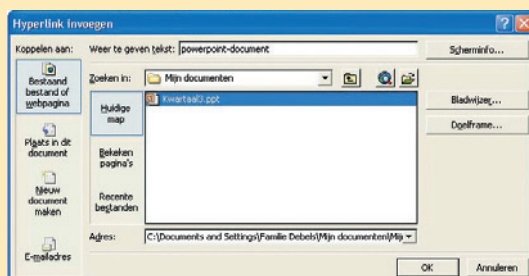 Hyperlink invoegen
Koppelen aan:
Weer te geven tekst: powerpoint-document
Scherminfo...
Bestaand bestand of webpagina
Zoeken in: Mijn documenten
Huidige map
Kwartaal3.ppt
Bladwijzer...
Doelframe...
Plaats in dit document
Bekeken pagina's
Nieuw document maken
Recente bestanden
E-mailadres
Adres: C:\Documents and Settings\Familie Debels\Mijn documenten\Mij
OK
Annuleren